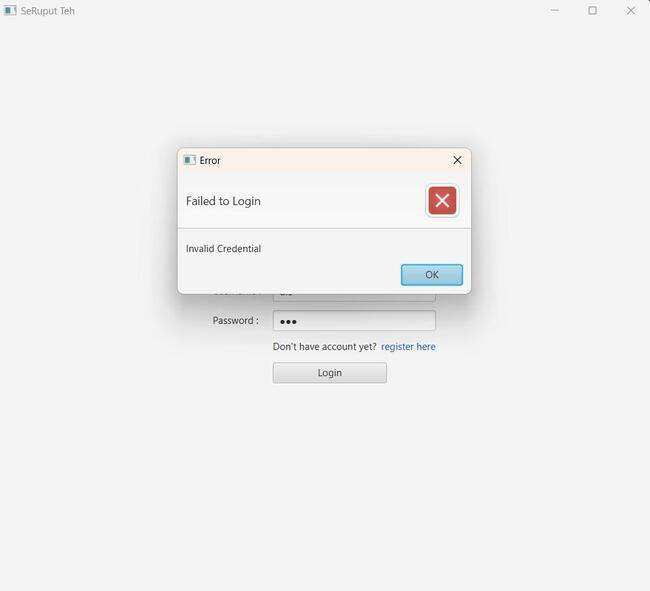 SeRuput Teh
Error
Failed to Login
Invalid Credential
OK
Password :
Don't have account yet? register here
Login